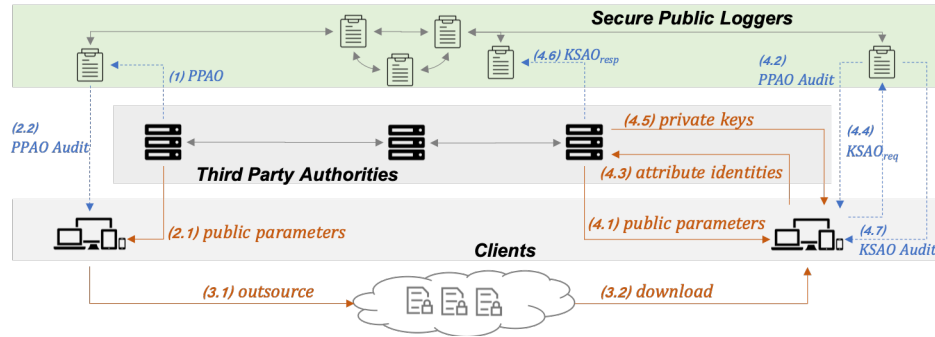 Secure Public Loggers
(1) PPAO
(4.6) KSAO_resp
(4.2)
PPAO Audit
(2.2)
PPAO Audit
(4.5) private keys
(4.4)
KSAO_req
(4.3) attribute identities
Third Party Authorities
(2.1) public parameters
(4.1) public parameters
(4.7)
KSAO Audit
Clients
(3.1) outsource
(3.2) download